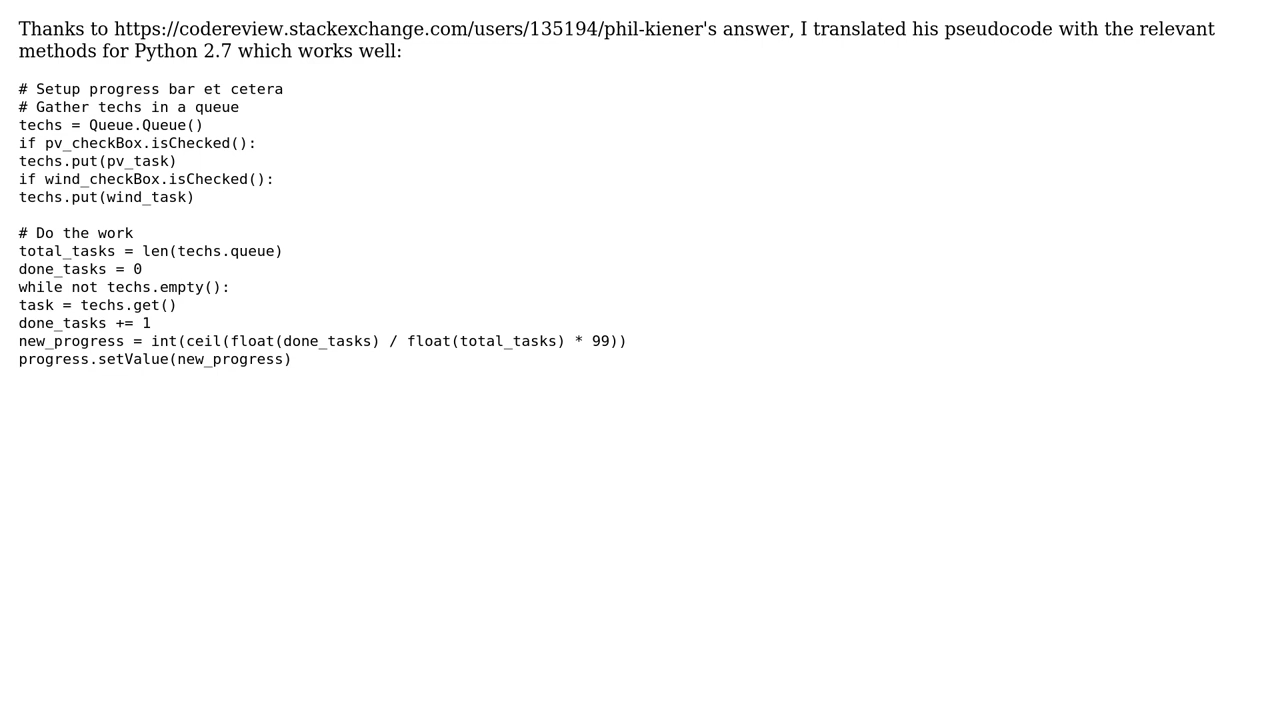 Thanks to https://codereview.stackexchange.com/users/135194/phil-kiener's answer, I translated his pseudocode with the relevant
methods for Python 2.7 which works well:
# Setup progress bar et cetera
# Gather techs in a queue
techs = Queue.Queue()
if pv_checkBox.isChecked():
techs.put(pv_task)
if wind_checkBox.isChecked():
techs.put(wind_task)

# Do the work
total_tasks = len(techs.queue)
done_tasks = 0
while not techs.empty():
task = techs.get()
done_tasks += 1
new_progress = int(ceil(float(done_tasks) / float(total_tasks) * 99))
progress.setValue(new_progress)